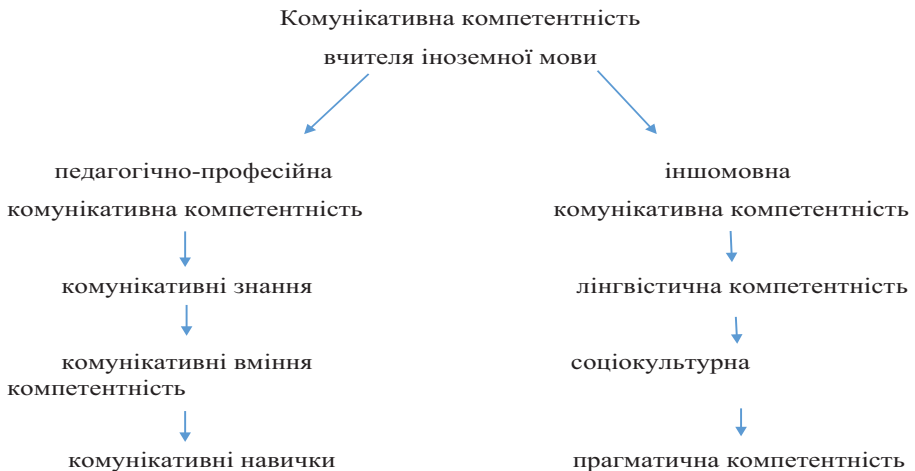 Комунікативна компетентність
вчителя іноземної мови
педагогічно-професійна іншомовна
комунікативна компетентність комунікативна компетентність
комунікативні знання лінгвістична компетентність
комунікативні вміння соціокультурна
компетентність
комунікативні навички прагматична компетентність